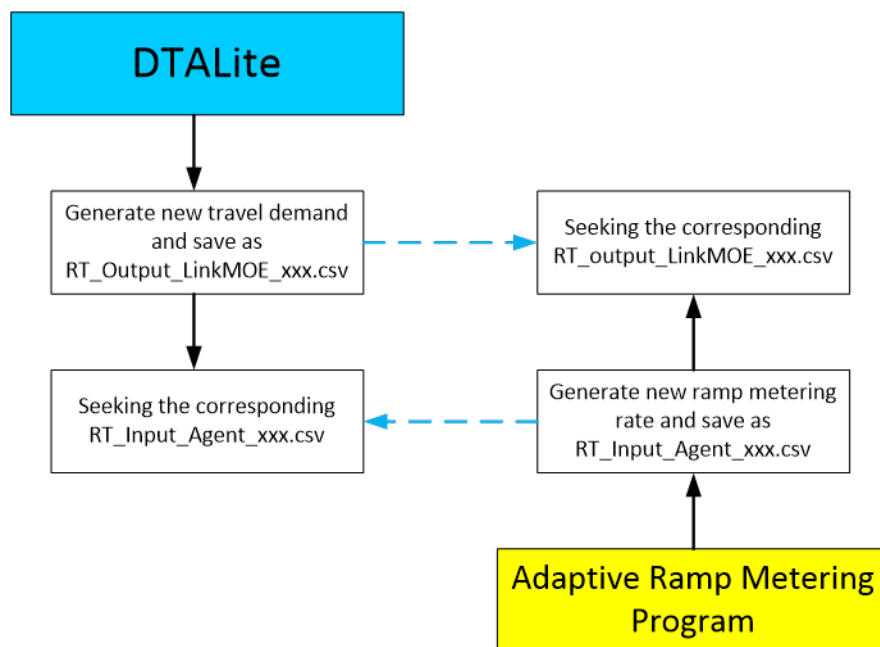 DTALite
Generate new travel demand
and save as
RT_Output_LinkMOE_xxx.csv
Seeking the corresponding
RT_output_LinkMOE_xxx.csv
Seeking the corresponding
RT_Input_Agent_xxx.csv
Generate new ramp metering
rate and save as
RT_Input_Agent_xxx.csv
Adaptive Ramp Metering
Program